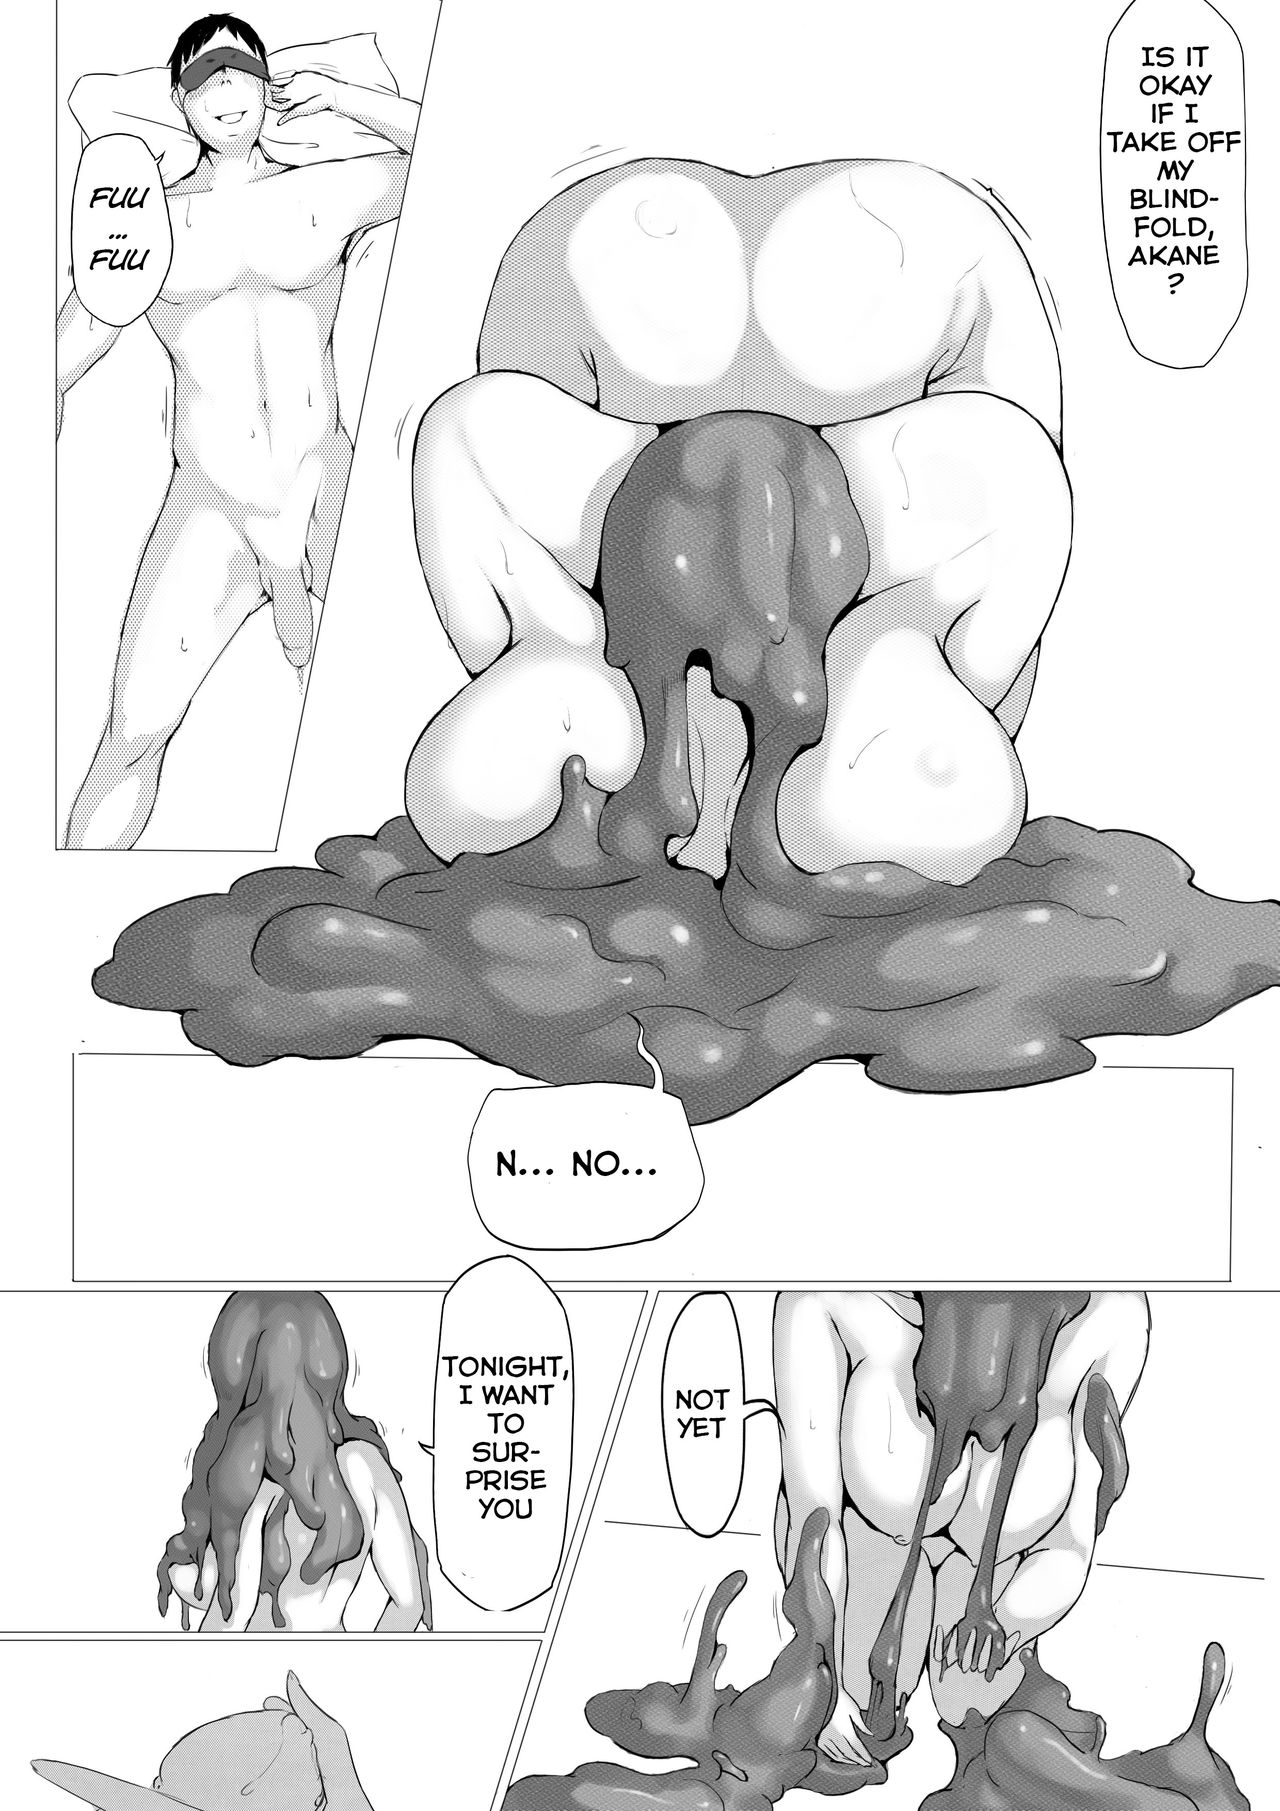 IS IT
OKAY
IF I
TAKE OFF
MY
BLIND-
FOLD,
AKANE
?
FUU
...
FUU
N... NO...
NOT
YET
TONIGHT,
I WANT
TO
SUR-
PRISE
YOU